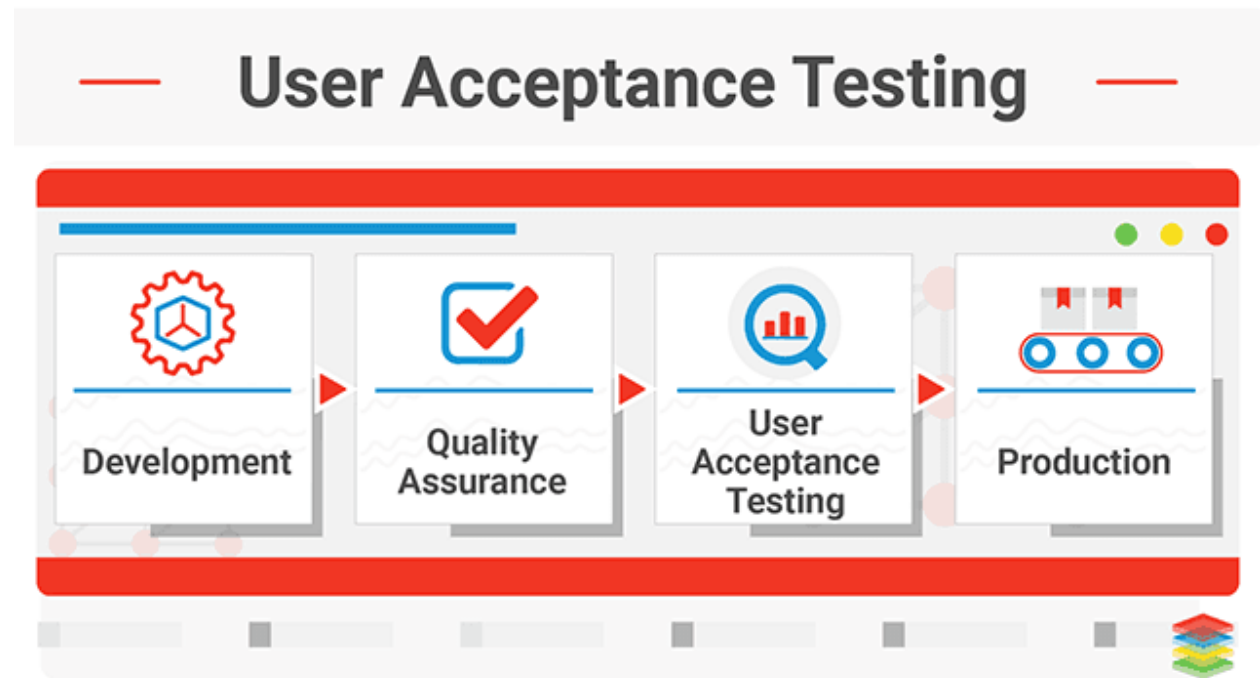 User Acceptance Testing
Development
Quality
Assurance
User
Acceptance
Testing
Production